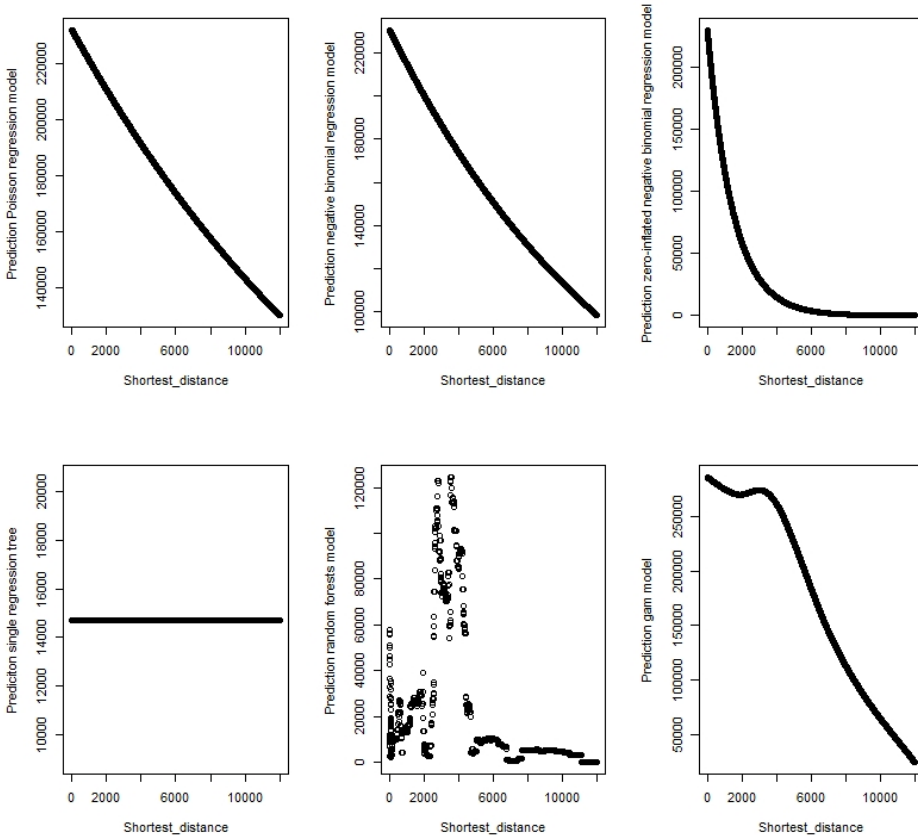 Prediction Poisson regression model
140000 160000 180000 200000 220000
0 2000 6000 10000
Shortest_distance
Prediction negative binomial regression model
100000 140000 180000 220000
0 2000 6000 10000
Shortest_distance
Prediction zero-inflated negative binomial regression model
0 50000 100000 150000 200000
0 2000 6000 10000
Shortest_distance
Prediciton single regression tree
10000 12000 14000 16000 18000 20000
0 2000 6000 10000
Shortest_distance
Prediction random forests model
0 20000 40000 60000 80000 120000
0 2000 6000 10000
Shortest_distance
Prediction gam model
50000 100000 150000 200000 250000
0 2000 6000 10000
Shortest_distance